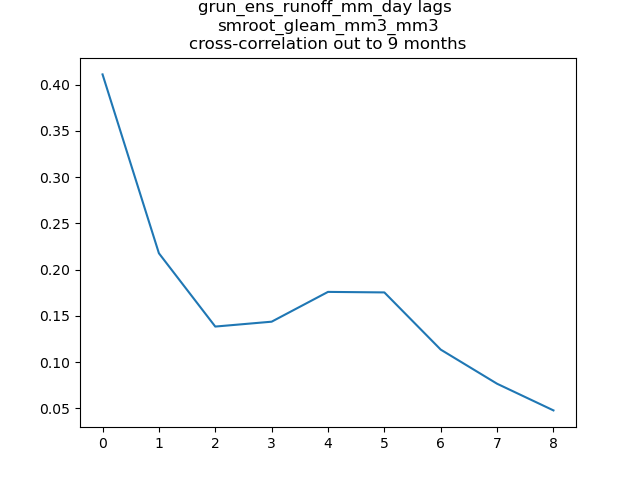 grun_ens_runoff_mm_day lags
smroot_gleam_mm3_mm3
cross-correlation out to 9 months
0.40
0.35
0.30
0.25
0.20
0.15
0.10
0.05
0 1 2 3 4 5 6 7 8